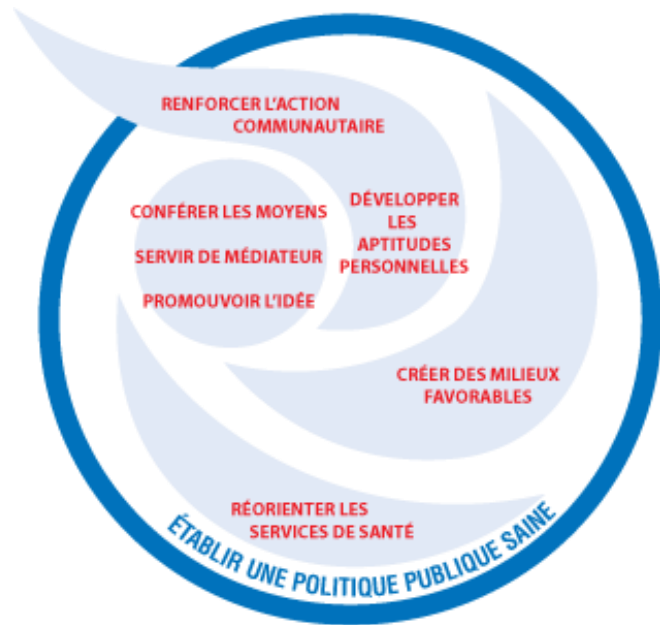 RENFORCER L'ACTION
COMMUNAUTAIRE
CONFÉRER LES MOYENS
SERVIR DE MÉDIATEUR
PROMOUVOIR L'IDÉE
DÉVELOPPER
LES
APTITUDES
PERSONNELLES
CRÉER DES MILIEUX
FAVORABLES
RÉORIENTER LES
SERVICES DE SANTÉ
ÉTABLIR UNE POLITIQUE PUBLIQUE SAINE